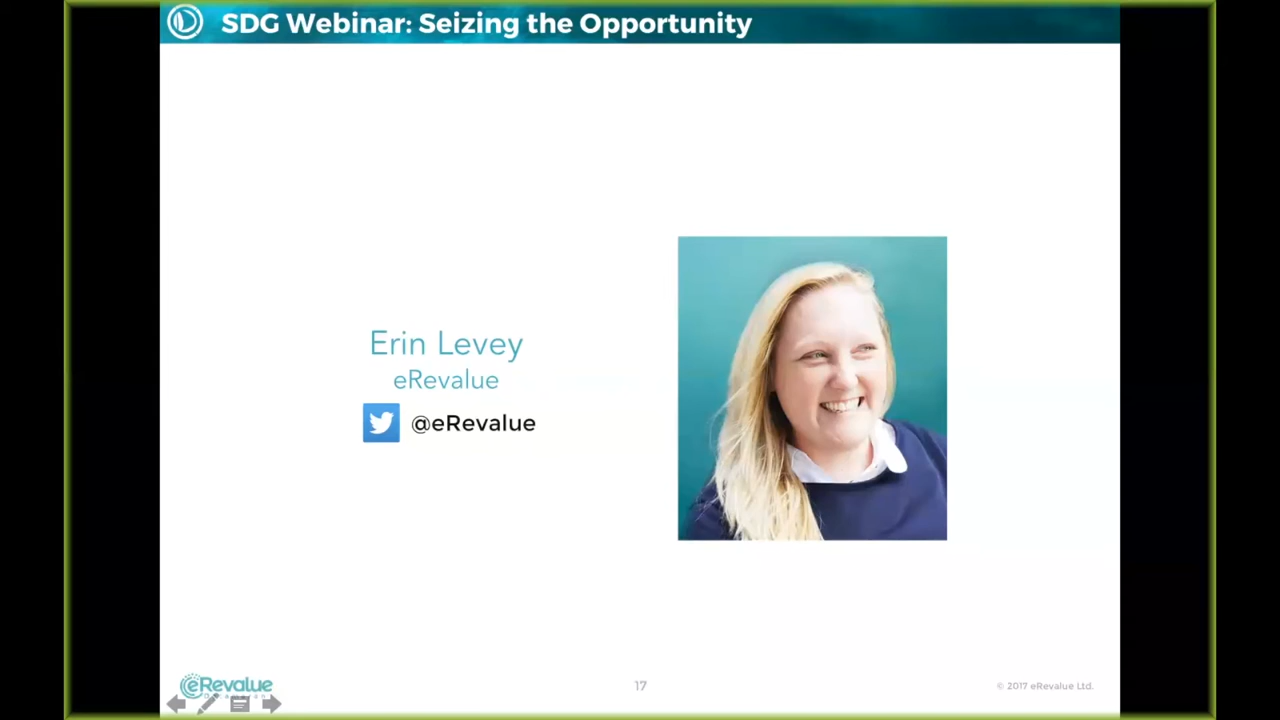 SDG Webinar: Seizing the Opportunity
Erin Levey
eRevalue
@eRevalue
eRevalue
17
© 2017 eRevalue Ltd.